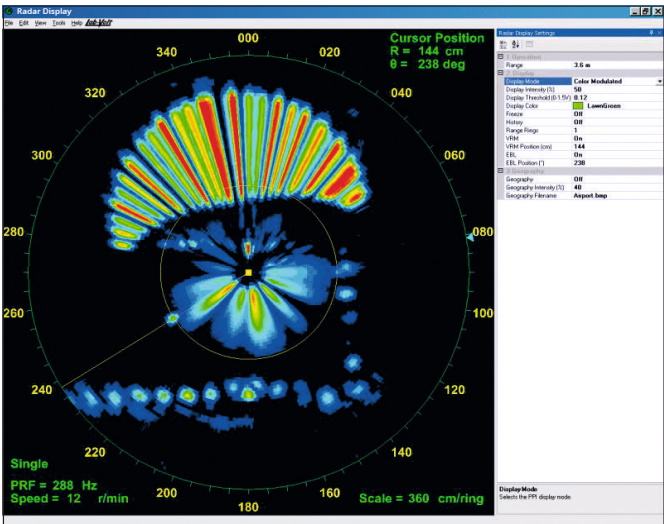 Radar Display
File Edit View Tools Help Lab-Volt
Cursor Position
R = 144 cm
θ = 238 deg
000
020
040
060
080
100
120
140
160
180
200
220
240
260
280
300
320
340
Single
PRF = 288 Hz
Speed = 12 r/min
Scale = 360 cm/ring
Radar Display Settings
1. Operation
Range 3.6 m
2. Display
Display Mode Color Modulated
Display Intensity (%) 50
Display Threshold (0-1.5V) 0.12
Display Color LawnGreen
Freeze Off
History Off
Range Rings 1
VRM On
VRM Position (cm) 144
EBL On
EBL Position (°) 238
3. Geography
Geography Off
Geography Intensity (%) 40
Geography Filename Airport.bmp
Display Mode
Selects the PPI display mode.